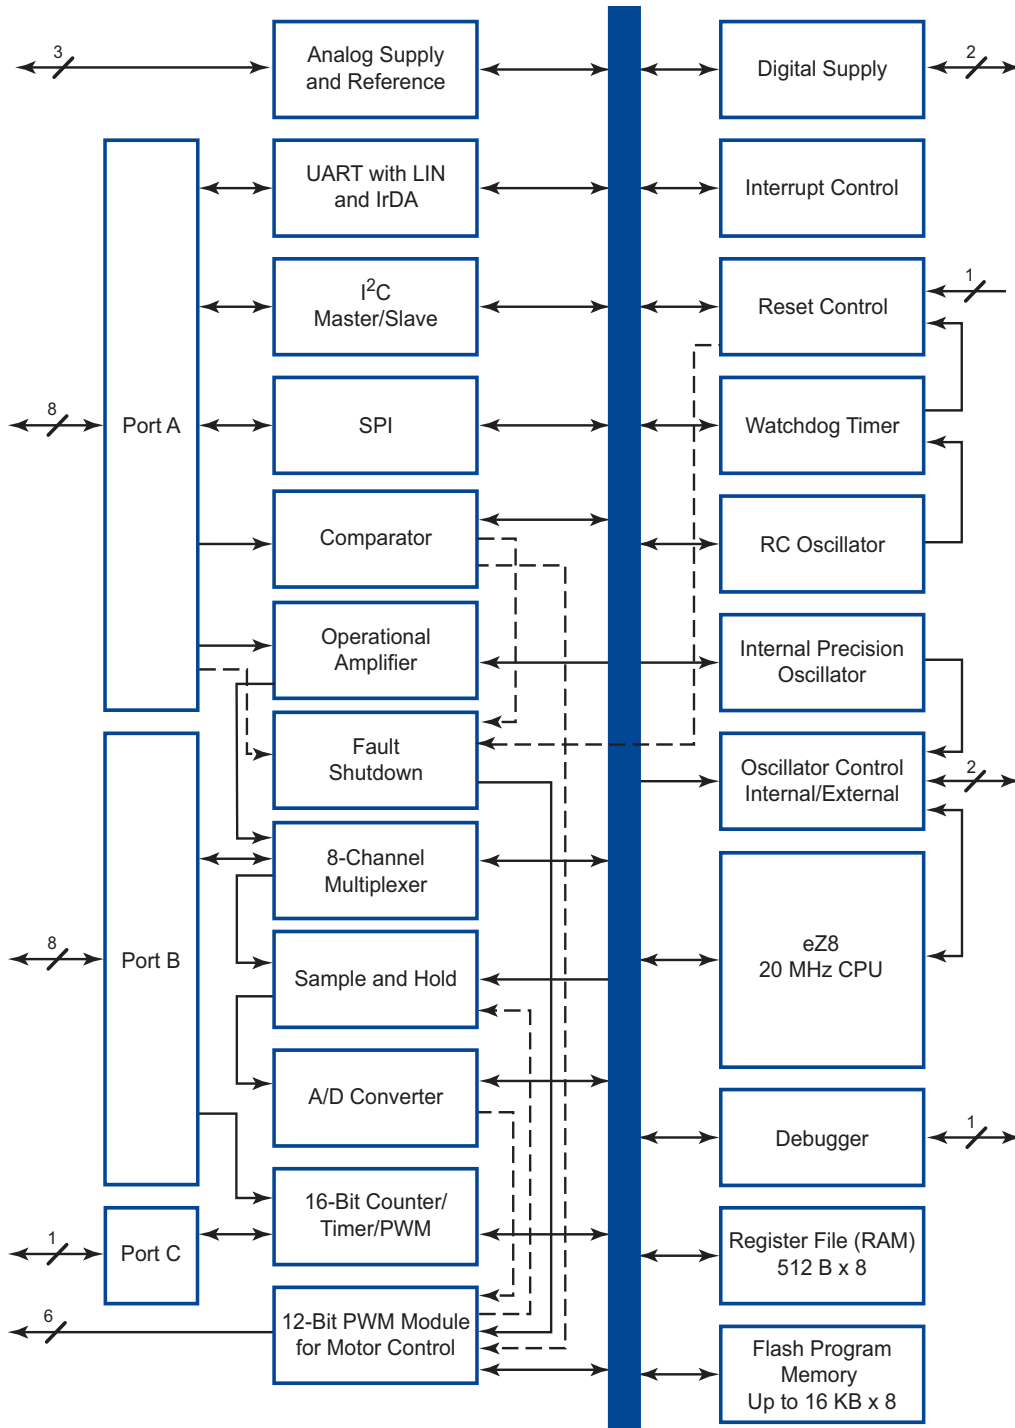 3
Analog Supply
and Reference
Digital Supply
2
UART with LIN
and IrDA
Interrupt Control
I2C
Master/Slave
Reset Control
1
8
Port A
SPI
Watchdog Timer
Comparator
RC Oscillator
Operational
Amplifier
Internal Precision
Oscillator
Fault
Shutdown
Oscillator Control
Internal/External
2
8-Channel
Multiplexer
8
Port B
Sample and Hold
eZ8
20 MHz CPU
A/D Converter
Debugger
1
16-Bit Counter/
Timer/PWM
1
Port C
Register File (RAM)
512 B x 8
6
12-Bit PWM Module
for Motor Control
Flash Program
Memory
Up to 16 KB x 8